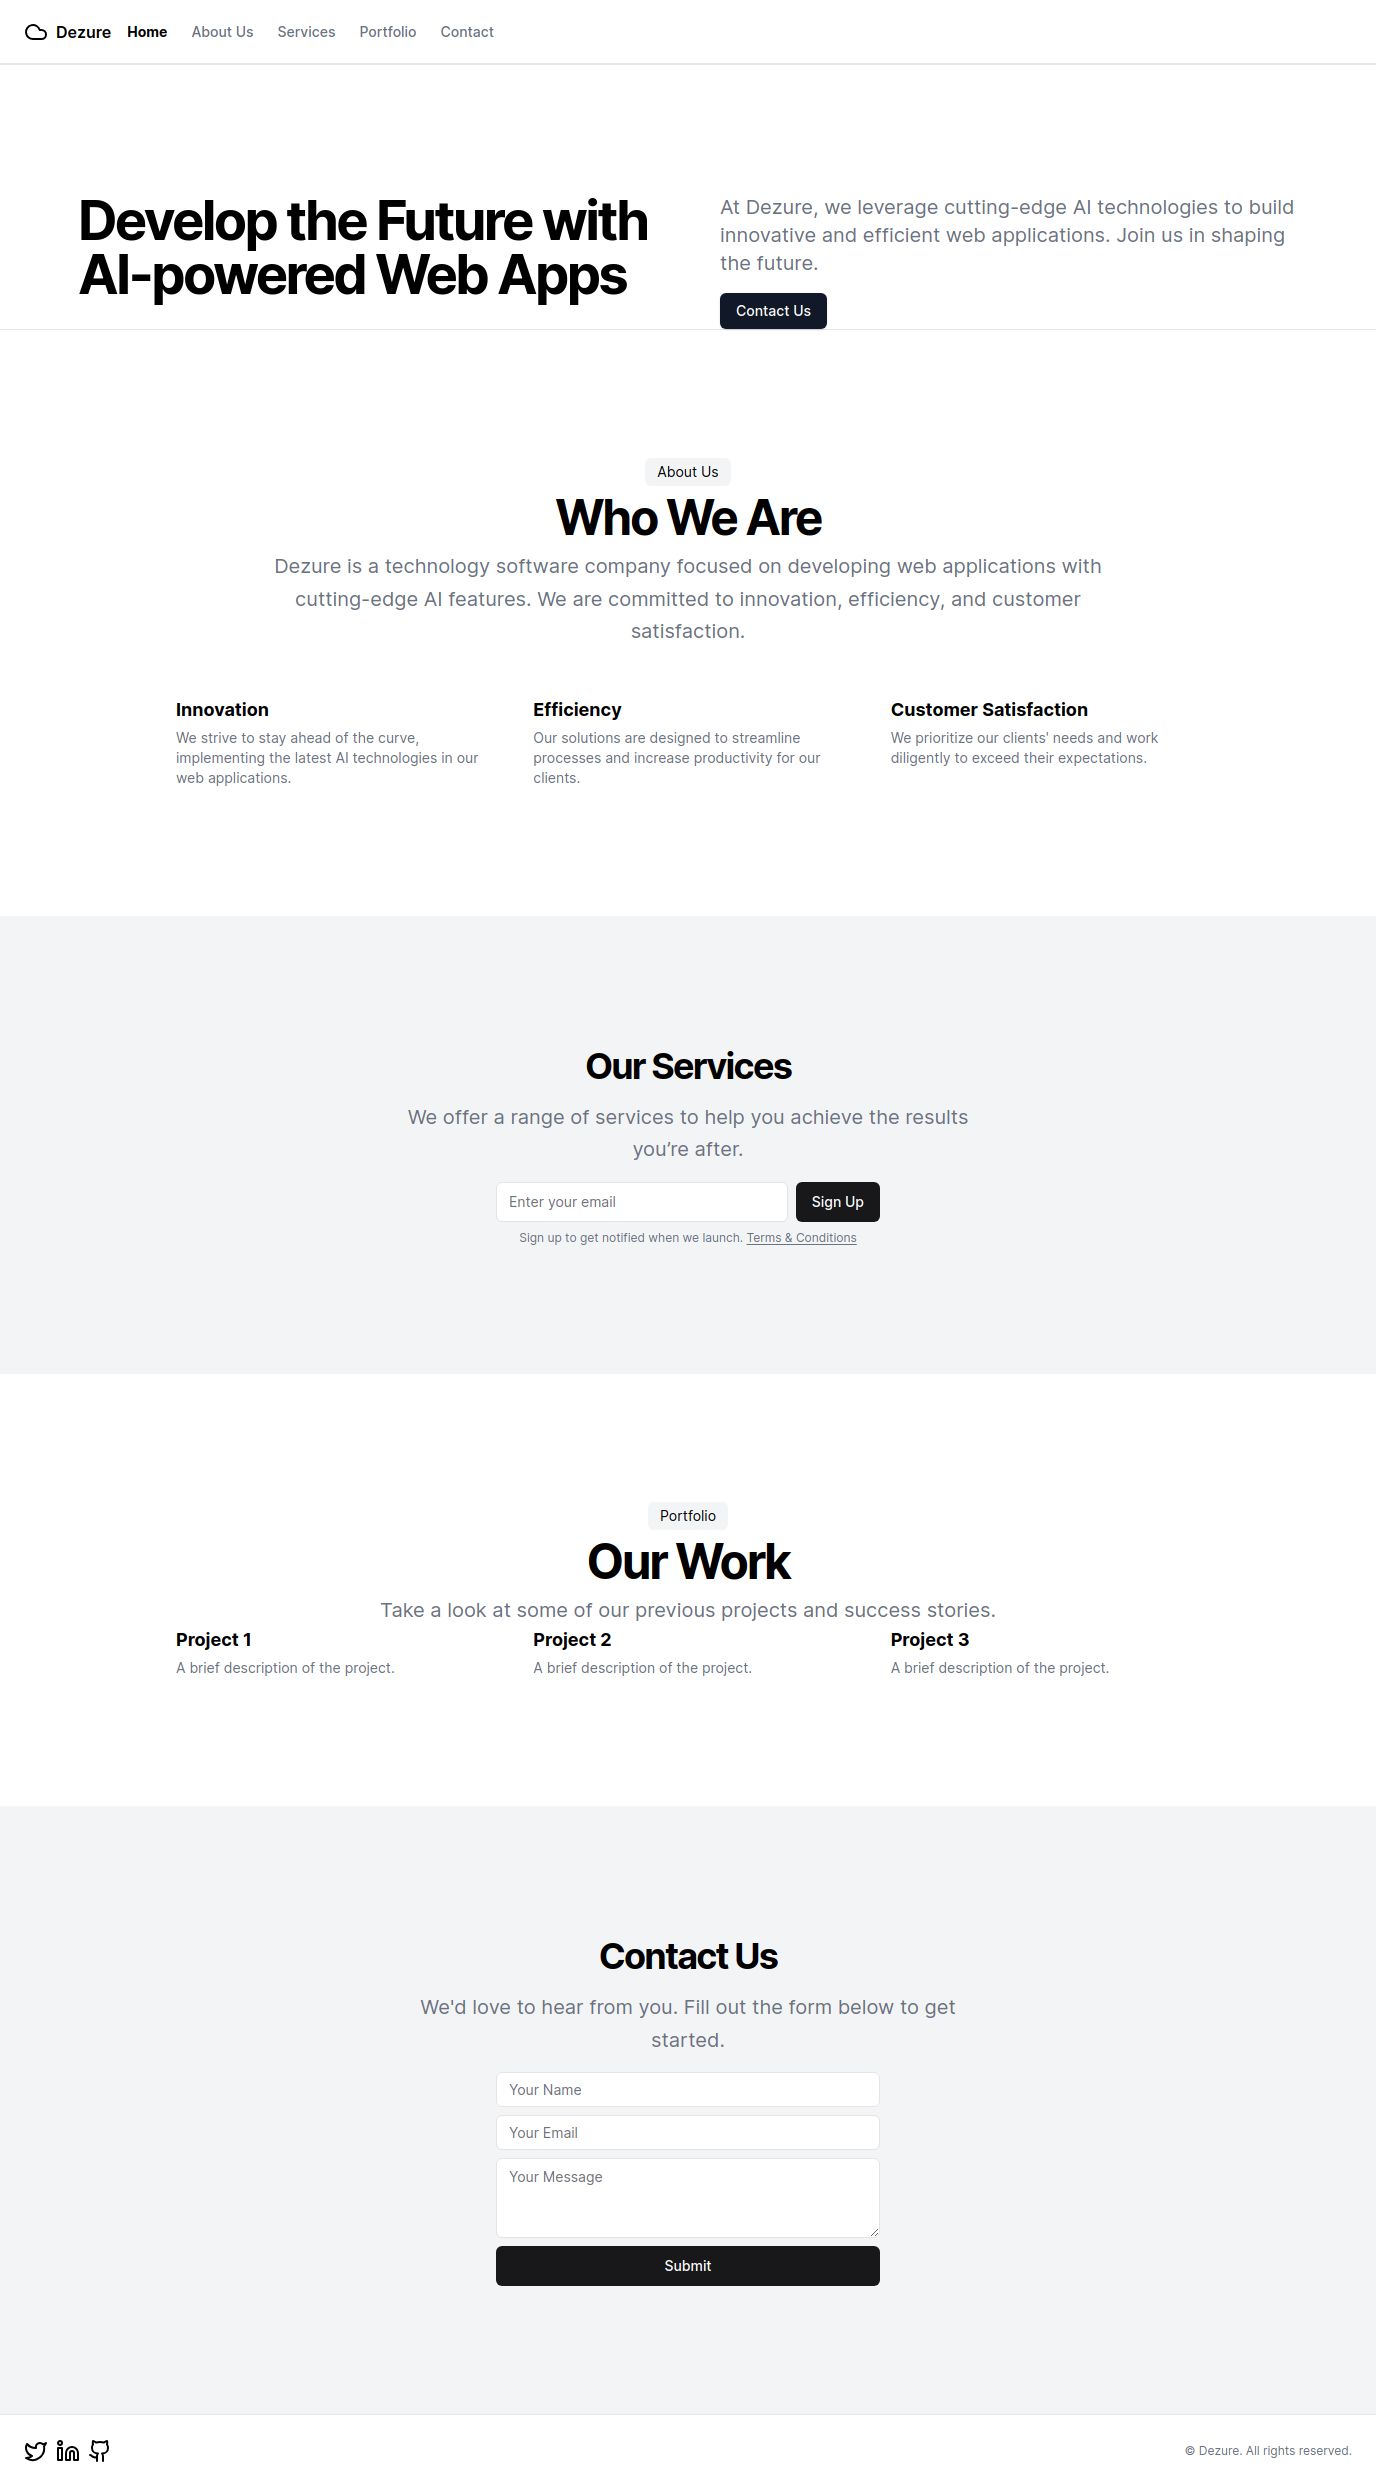 Dezure Home About Us Services Portfolio Contact
Develop the Future with
AI-powered Web Apps
At Dezure, we leverage cutting-edge AI technologies to build
innovative and efficient web applications. Join us in shaping
the future.
Contact Us
About Us
Who We Are
Dezure is a technology software company focused on developing web applications with
cutting-edge AI features. We are committed to innovation, efficiency, and customer
satisfaction.
Innovation
We strive to stay ahead of the curve,
implementing the latest AI technologies in our
web applications.
Efficiency
Our solutions are designed to streamline
processes and increase productivity for our
clients.
Customer Satisfaction
We prioritize our clients' needs and work
diligently to exceed their expectations.
Our Services
We offer a range of services to help you achieve the results
you’re after.
Enter your email
Sign Up
Sign up to get notified when we launch. Terms & Conditions
Portfolio
Our Work
Take a look at some of our previous projects and success stories.
Project 1
A brief description of the project.
Project 2
A brief description of the project.
Project 3
A brief description of the project.
Contact Us
We'd love to hear from you. Fill out the form below to get
started.
Your Name
Your Email
Your Message
Submit
© Dezure. All rights reserved.